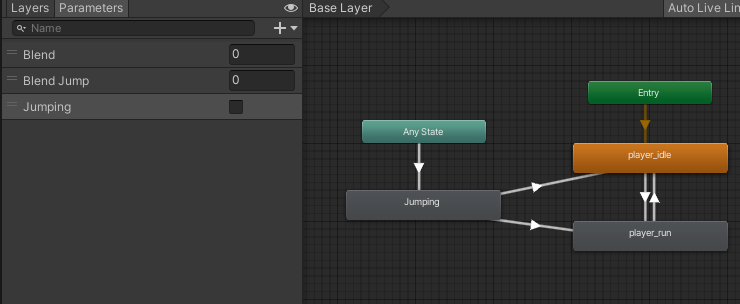 Layers Parameters
Base Layer
Auto Live Lin
Name
Blend 0
Blend Jump 0
Jumping
Entry
Any State
player_idle
Jumping
player_run